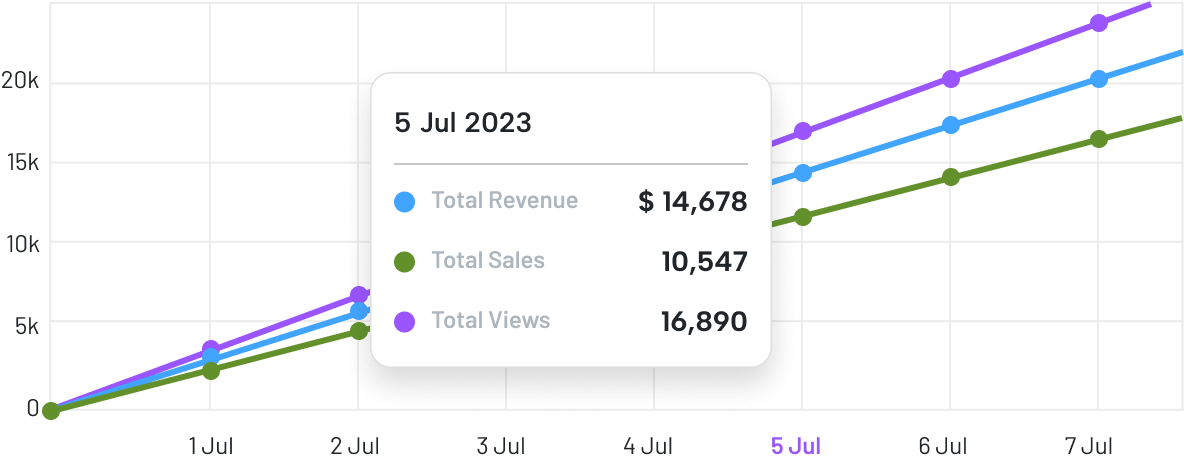 20k
15k
10k
5k
0
5 Jul 2023
Total Revenue $ 14,678
Total Sales 10,547
Total Views 16,890
1 Jul 2 Jul 3 Jul 4 Jul 5 Jul 6 Jul 7 Jul